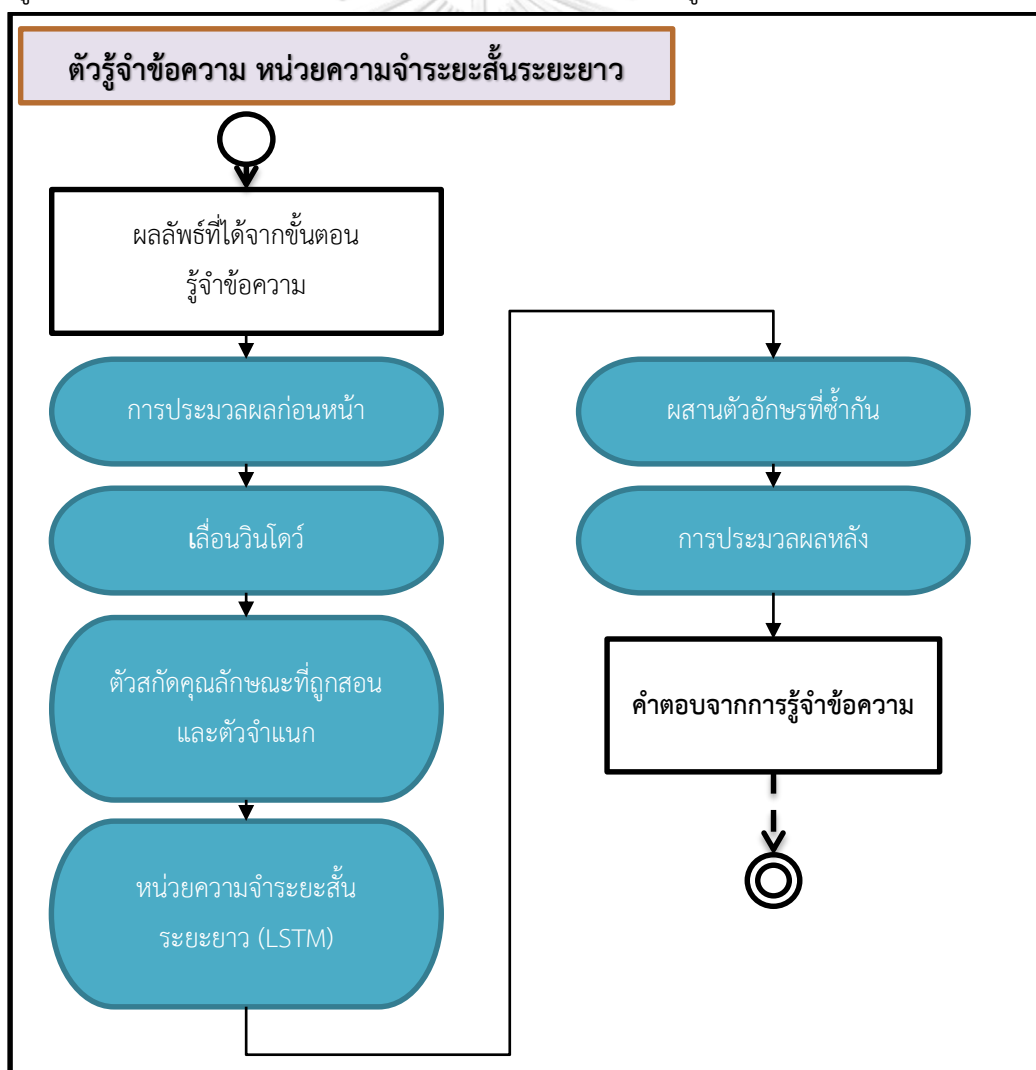 ตัวรู้จำข้อความ หน่วยความจำระยะสั้นระยะยาว
ผลลัพธ์ที่ได้จากขั้นตอน
รู้จำข้อความ
การประมวลผลก่อนหน้า
เลื่อนวินโดว์
ตัวสกัดคุณลักษณะที่ถูกสอน
และตัวจำแนก
หน่วยความจำระยะสั้น
ระยะยาว (LSTM)
ผสานตัวอักษรที่ซ้ำกัน
การประมวลผลหลัง
คำตอบจากการรู้จำข้อความ